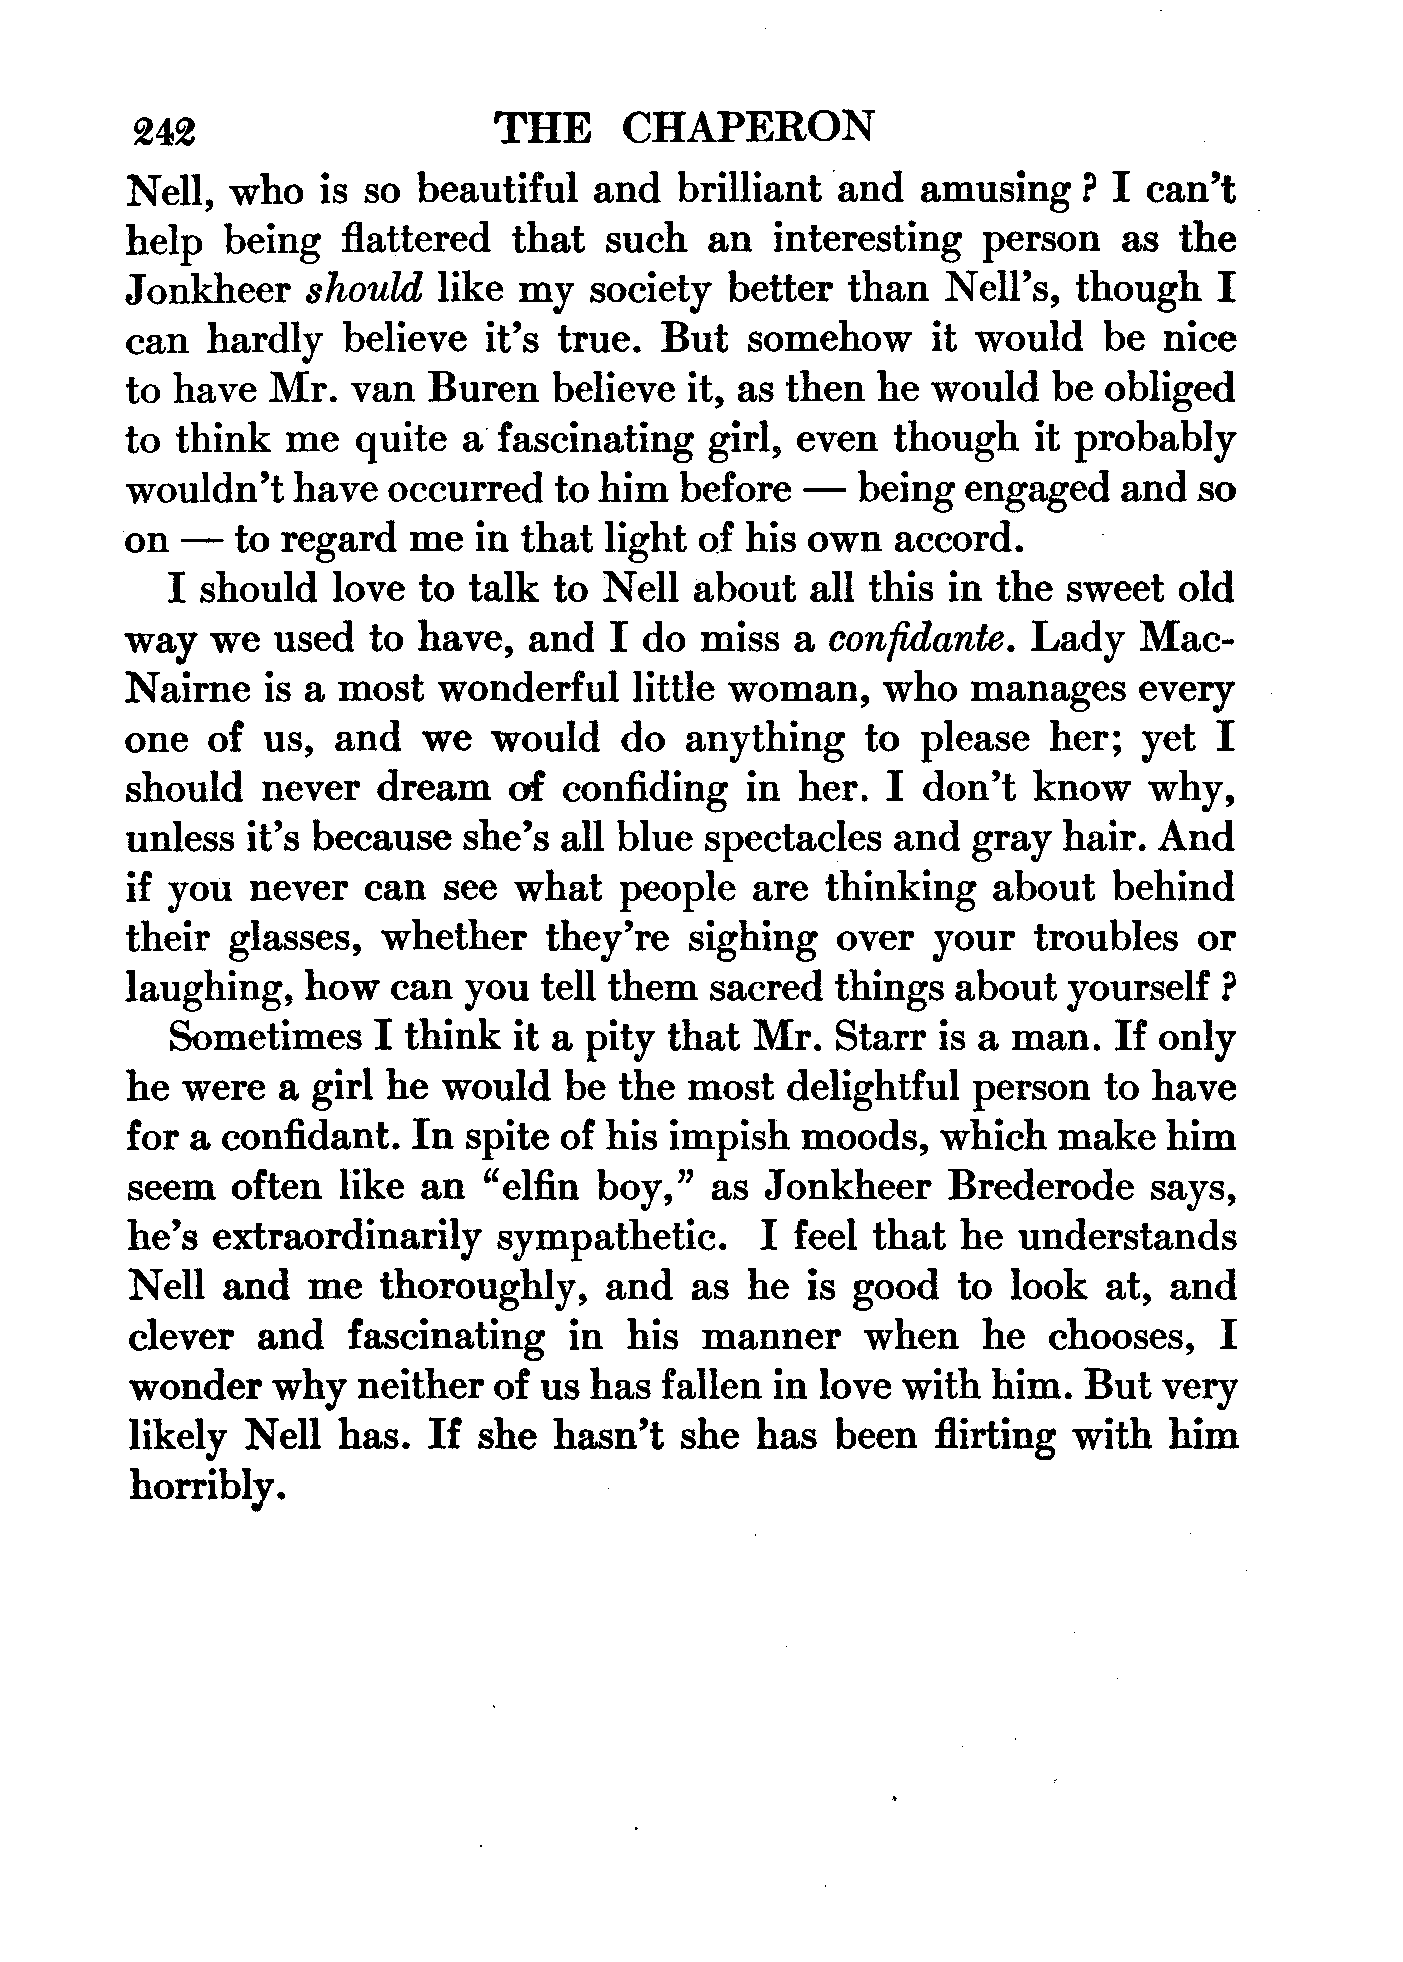 242 THE CHAPERON
Nell, who is so beautiful and brilliant and amusing? I can't
help being flattered that such an interesting person as the
Jonkheer should like my society better than Nell's, though I
can hardly believe it's true. But somehow it would be nice
to have Mr. van Buren believe it, as then he would be obliged
to think me quite a fascinating girl, even though it probably
wouldn't have occurred to him before — being engaged and so
on — to regard me in that light of his own accord.
I should love to talk to Nell about all this in the sweet old
way we used to have, and I do miss a confidante. Lady Mac-
Nairne is a most wonderful little woman, who manages every
one of us, and we would do anything to please her; yet I
should never dream of confiding in her. I don't know why,
unless it's because she's all blue spectacles and gray hair. And
if you never can see what people are thinking about behind
their glasses, whether they're sighing over your troubles or
laughing, how can you tell them sacred things about yourself?
Sometimes I think it a pity that Mr. Starr is a man. If only
he were a girl he would be the most delightful person to have
for a confidant. In spite of his impish moods, which make him
seem often like an "elfin boy," as Jonkheer Brederode says,
he's extraordinarily sympathetic. I feel that he understands
Nell and me thoroughly, and as he is good to look at, and
clever and fascinating in his manner when he chooses, I
wonder why neither of us has fallen in love with him. But very
likely Nell has. If she hasn't she has been flirting with him
horribly.